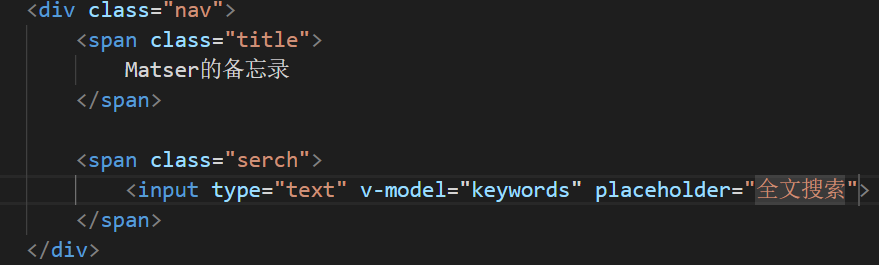 <div class="nav">
<span class="title">
Matser的备忘录
</span>
<span class="serch">
<input type="text" v-model="keywords" placeholder="全文搜索">
</span>
</div>